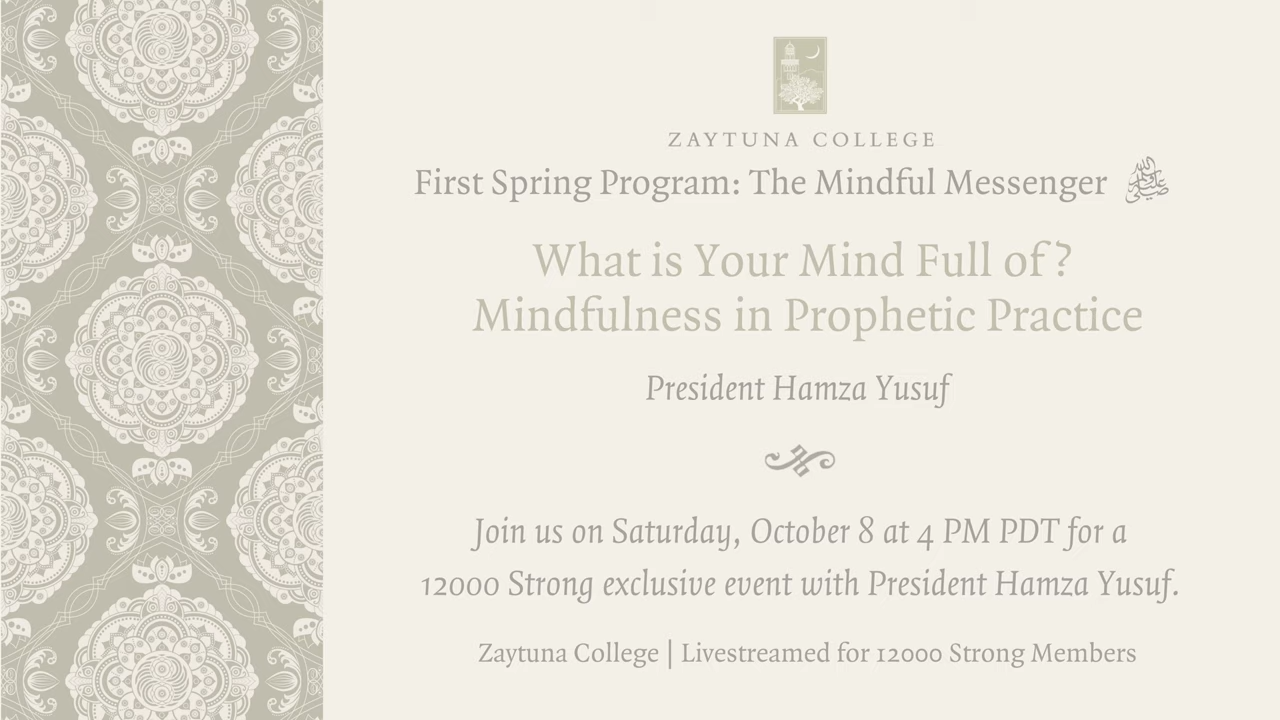 ZAYTUNA COLLEGE
First Spring Program: The Mindful Messenger ﷺ
What is Your Mind Full of?
Mindfulness in Prophetic Practice
President Hamza Yusuf
Join us on Saturday, October 8 at 4 PM PDT for a
12000 Strong exclusive event with President Hamza Yusuf.
Zaytuna College | Livestreamed for 12000 Strong Members